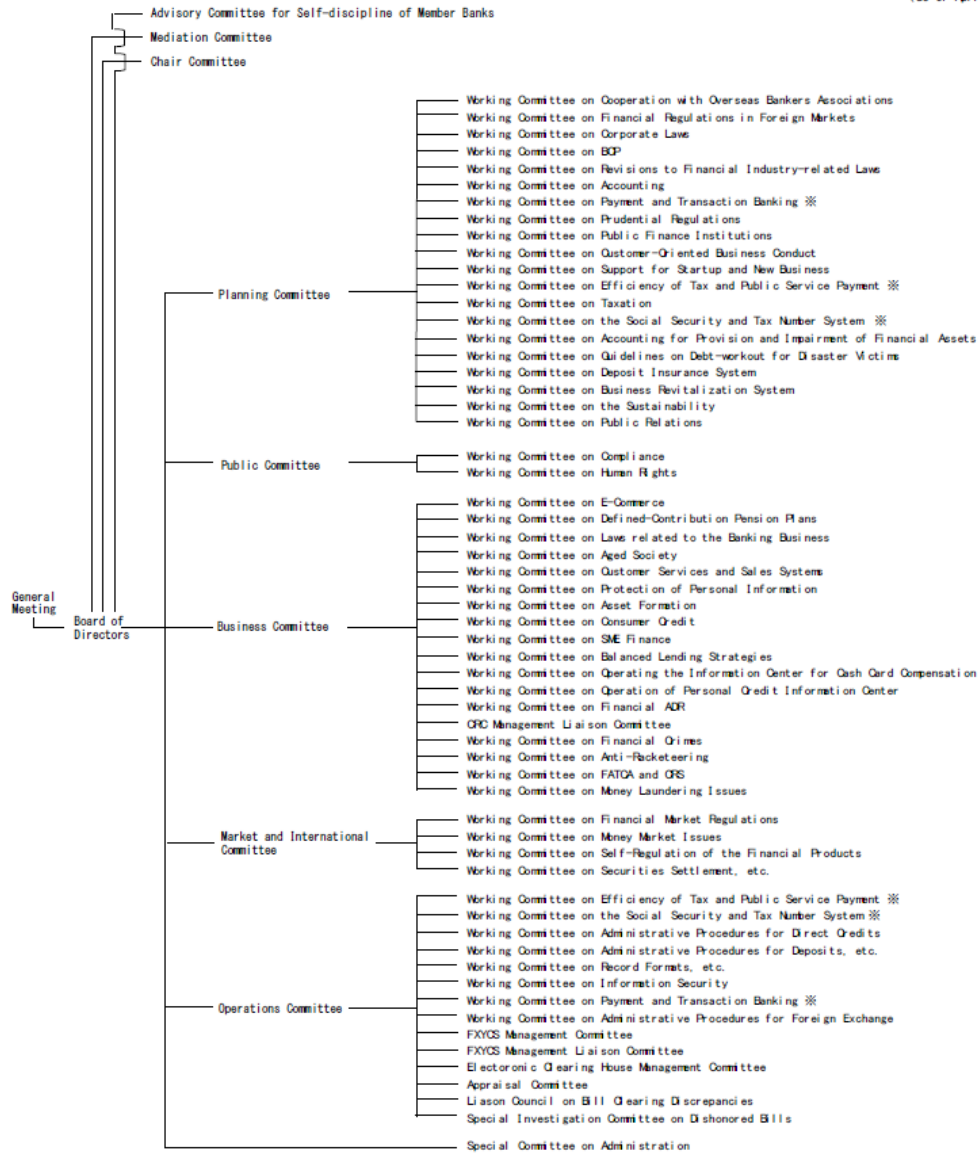 Advisory Committee for Self-discipline of Member Banks
Mediation Committee
Chair Committee
Working Committee on Cooperation with Overseas Bankers Associations
Working Committee on Financial Regulations in Foreign Markets
Working Committee on Corporate Laws
Working Committee on BCP
Working Committee on Revisions to Financial Industry-related Laws
Working Committee on Accounting
Working Committee on Payment and Transaction Banking ※
Working Committee on Prudential Regulations
Working Committee on Public Finance Institutions
Working Committee on Customer-Oriented Business Conduct
Working Committee on Support for Startup and New Business
Working Committee on Efficiency of Tax and Public Service Payment ※
Planning Committee
Working Committee on Taxation
Working Committee on the Social Security and Tax Number System ※
Working Committee on Accounting for Provision and Impairment of Financial Assets
Working Committee on Guidelines on Debt-workout for Disaster Victims
Working Committee on Deposit Insurance System
Working Committee on Business Revitalization System
Working Committee on the Sustainability
Working Committee on Public Relations
Public Committee
Working Committee on Compliance
Working Committee on Human Rights
Working Committee on E-Commerce
Working Committee on Defined-Contribution Pension Plans
Working Committee on Laws related to the Banking Business
Working Committee on Aged Society
Working Committee on Customer Services and Sales Systems
Working Committee on Protection of Personal Information
Working Committee on Asset Formation
General
Meeting
Board of
Directors
Business Committee
Working Committee on Consumer Credit
Working Committee on SME Finance
Working Committee on Balanced Lending Strategies
Working Committee on Operating the Information Center for Cash Card Compensation
Working Committee on Operation of Personal Credit Information Center
Working Committee on Financial ADR
CRC Management Liaison Committee
Working Committee on Financial Crimes
Working Committee on Anti-Racketeering
Working Committee on FATCA and CRS
Working Committee on Money Laundering Issues
Market and International
Committee
Working Committee on Financial Market Regulations
Working Committee on Money Market Issues
Working Committee on Self-Regulation of the Financial Products
Working Committee on Securities Settlement, etc.
Working Committee on Efficiency of Tax and Public Service Payment ※
Working Committee on the Social Security and Tax Number System※
Working Committee on Administrative Procedures for Direct Credits
Working Committee on Administrative Procedures for Deposits, etc.
Working Committee on Record Formats, etc.
Working Committee on Information Security
Operations Committee
Working Committee on Payment and Transaction Banking ※
Working Committee on Administrative Procedures for Foreign Exchange
FXYCS Management Committee
FXYCS Management Liaison Committee
Electoronic Clearing House Management Committee
Appraisal Committee
Liason Council on Bill Clearing Discrepancies
Special Investigation Committee on Dishonored Bills
Special Committee on Administration